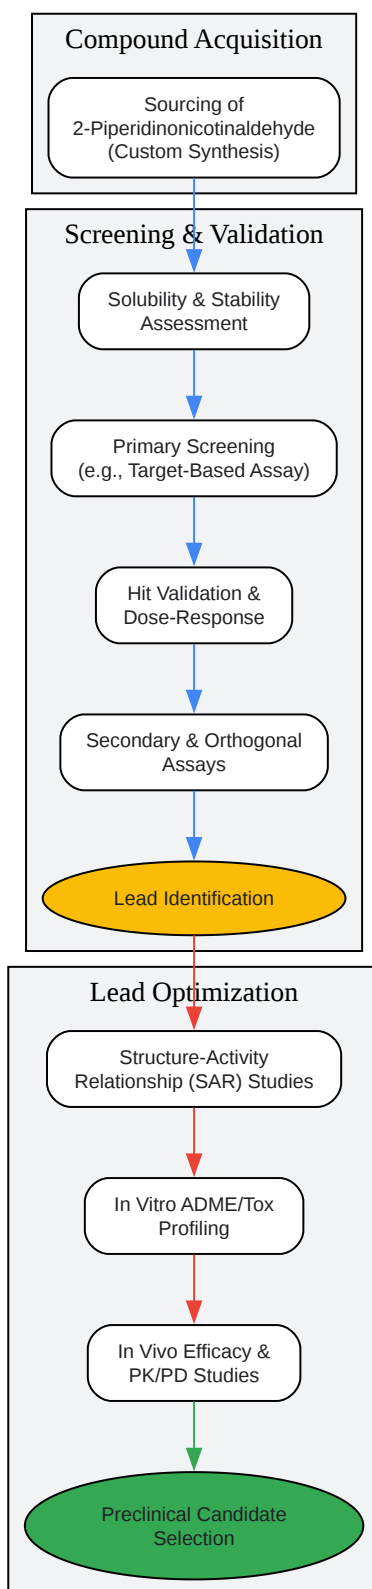 Compound Acquisition
Sourcing of
2-Piperidinonicotinaldehyde
(Custom Synthesis)
Screening & Validation
Solubility & Stability
Assessment
Primary Screening
(e.g., Target-Based Assay)
Hit Validation &
Dose-Response
Secondary & Orthogonal
Assays
Lead Identification
Lead Optimization
Structure-Activity
Relationship (SAR) Studies
In Vitro ADME/Tox
Profiling
In Vivo Efficacy &
PK/PD Studies
Preclinical Candidate
Selection